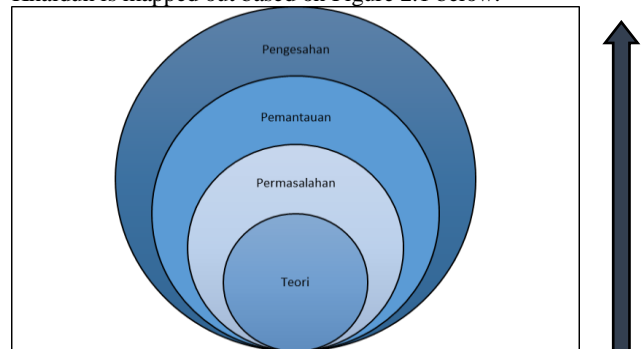 Khaldun is mapped out based on Figure 2.1 below.
Pengesahan
Pemantauan
Permasalahan
Teori